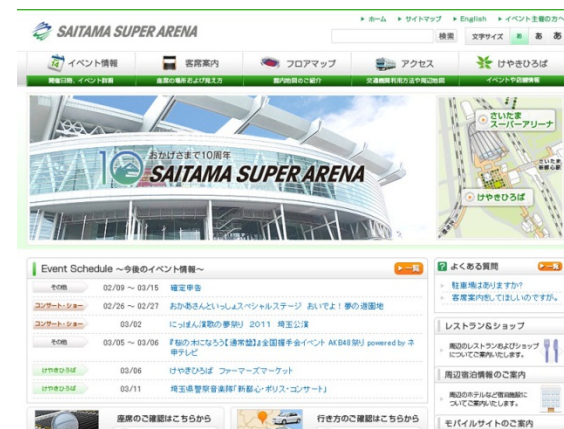 ホーム サイトマップ English イベント主催の方へ
SAITAMA SUPER ARENA
検索 文字サイズ あ あ あ
イベント情報 客席案内 フロアマップ アクセス けやきひろば
開催日時、イベント詳細 座席の場所および見え方 館内地図のご紹介 交通機関利用方法や周辺地図 イベントや店舗情報
おかげさまで10周年
10 SAITAMA SUPER ARENA
さいたま
スーパーアリーナ
さいたま
新都心駅
けやきひろば
Event Schedule ～今後のイベント情報～ 一覧
その他 02/09 ～ 03/15 確定申告
コンサート・ショー 02/26 ～ 02/27 おかあさんといっしょスペシャルステージ おいでよ！夢の遊園地
コンサート・ショー 03/02 にっぽん演歌の夢祭り 2011 埼玉公演
その他 03/05 ～ 03/06 『桜の木になろう【通常盤】』全国握手会イベント AKB48祭り powered by ネ
申テレビ
けやきひろば 03/06 けやきひろば ファーマーズマーケット
けやきひろば 03/11 埼玉県警察音楽隊「新都心・ポリス・コンサート」
座席のご確認はこちらから 行き方のご確認はこちらから
よくある質問 一覧
駐車場はありますか?
客席案内をしてほしいのですが。
レストラン&ショップ
周辺のレストランおよびショップ
についてご案内いたします。
周辺宿泊情報のご案内
周辺のホテルなど宿泊施設に
ついてご案内いたします。
モバイルサイトのご案内